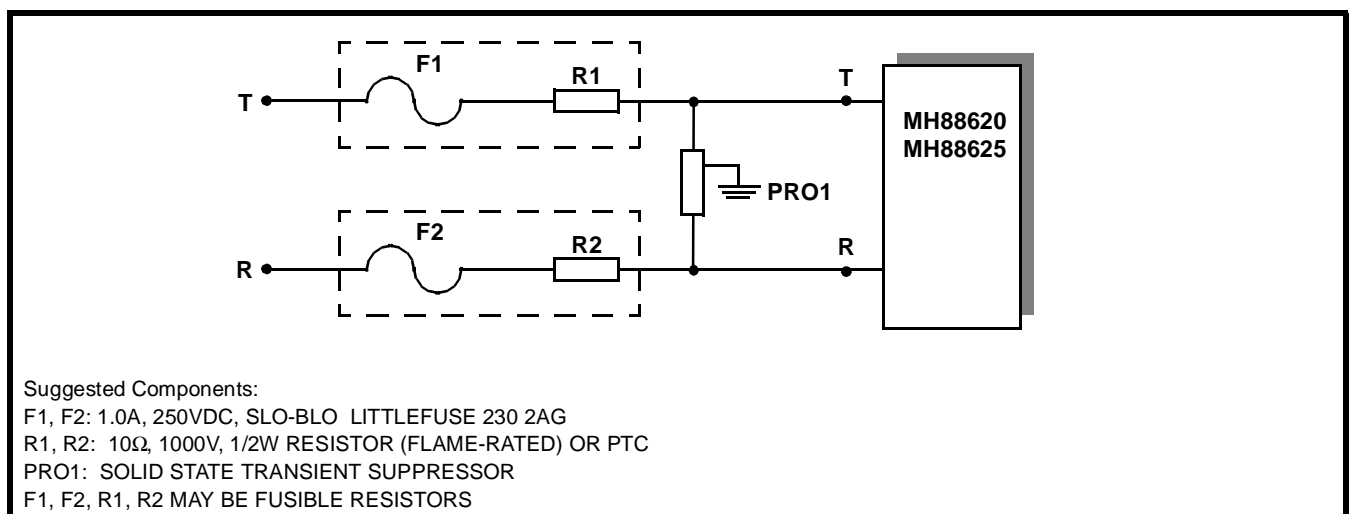 F1
R1
T
T
MH88620
MH88625
PRO1
F2
R2
R
R
Suggested Components:
F1, F2: 1.0A, 250VDC, SLO-BLO LITTLEFUSE 230 2AG
R1, R2: 10Ω, 1000V, 1/2W RESISTOR (FLAME-RATED) OR PTC
PRO1: SOLID STATE TRANSIENT SUPPRESSOR
F1, F2, R1, R2 MAY BE FUSIBLE RESISTORS